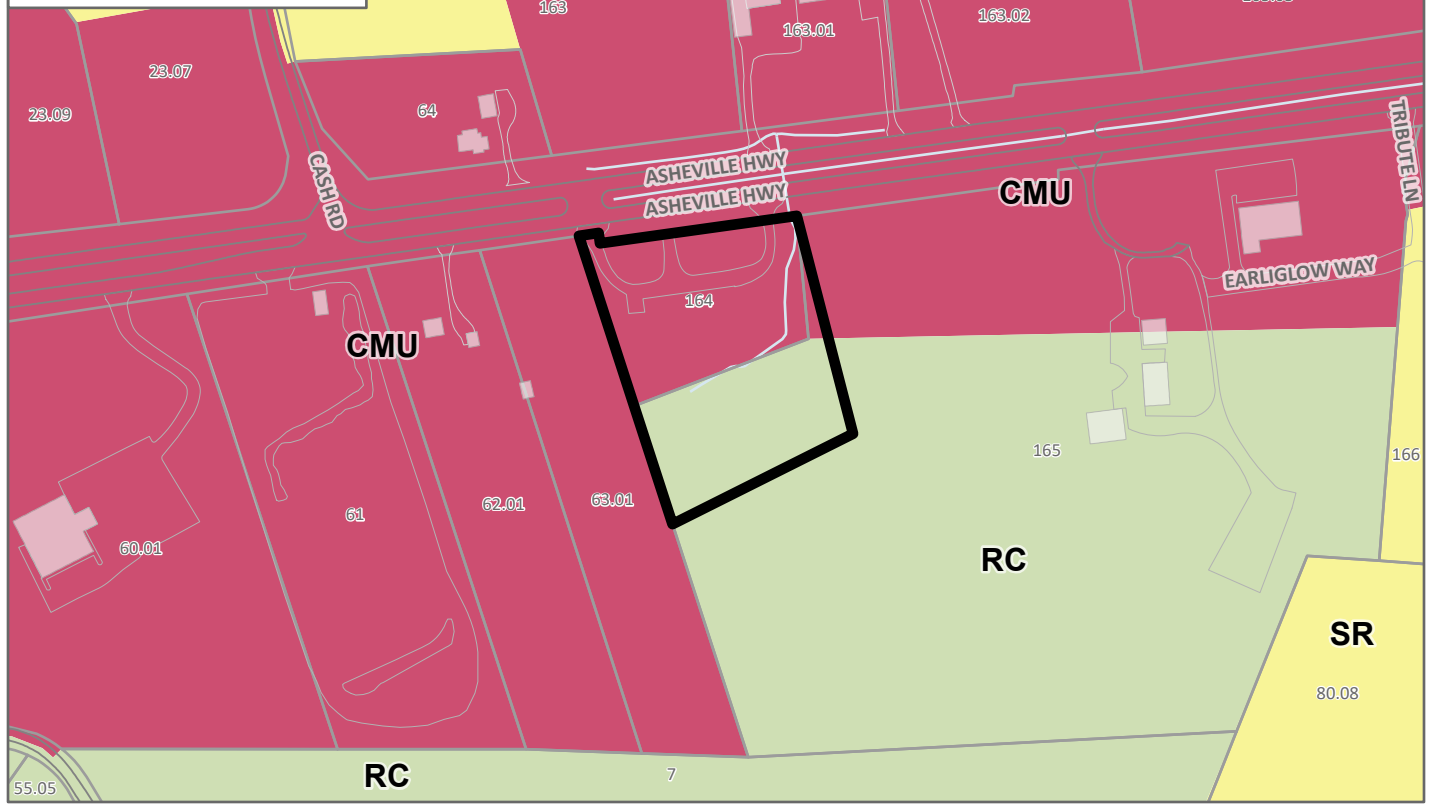 163
163.02
163.01
23.07
64
23.09
TRIBUTE LN
ASHEVILLE HWY
CASH RD
CMU
ASHEVILLE HWY
EARLIGLOW WAY
164
CMU
165
166
63.01
62.01
61
60.01
RC
SR
80.08
RC
7
55.05